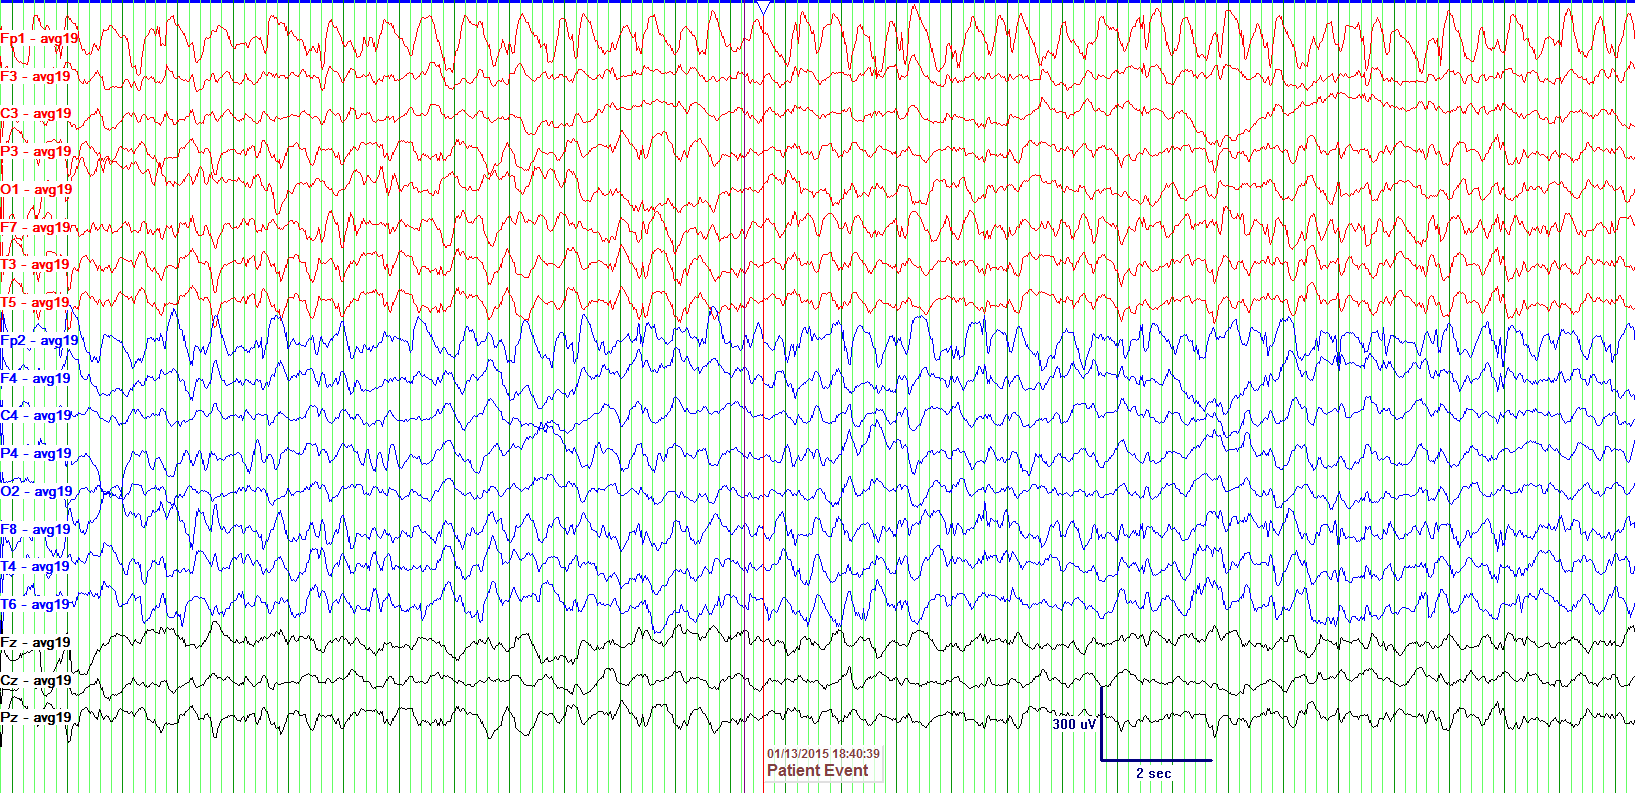 Fp1 - avg19
F3 - avg19
C3 - avg19
P3 - avg19
O1 - avg19
F7 - avg19
T3 - avg19
T5 - avg19
Fp2 - avg19
F4 - avg19
C4 - avg19
P4 - avg19
O2 - avg19
F8 - avg19
T4 - avg19
T6 - avg19
Fz - avg19
Cz - avg19
Pz - avg19
300 uV
2 sec
01/13/2015 18:40:39
Patient Event